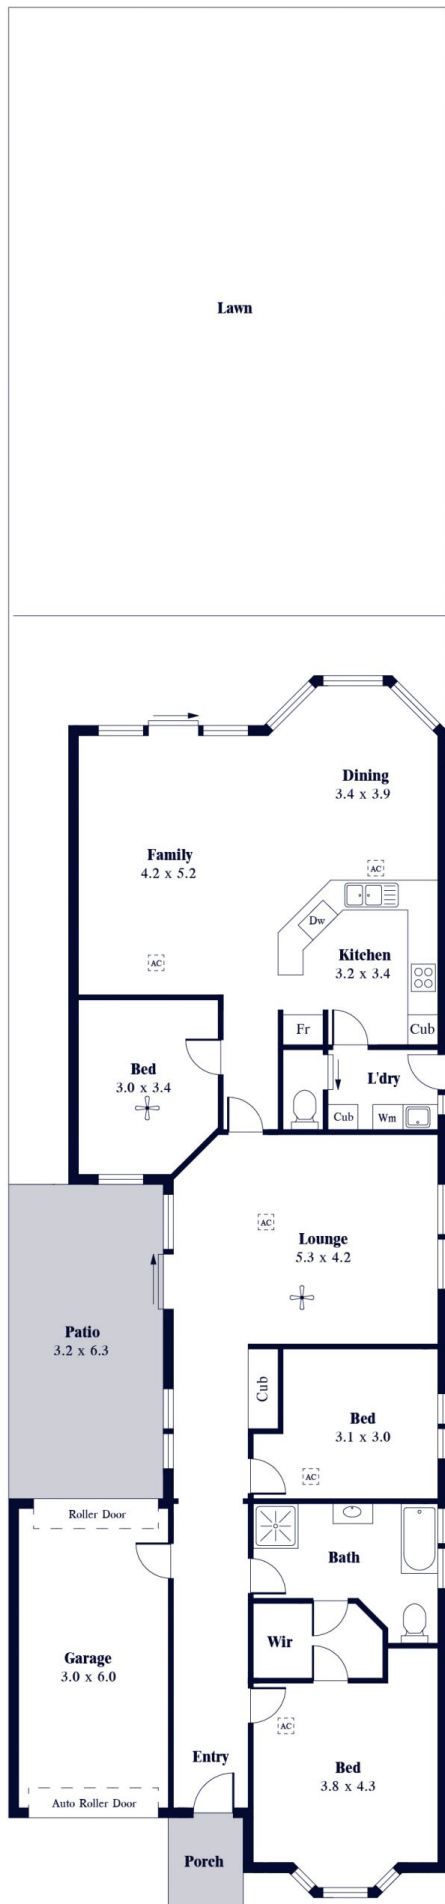 Lawn
Dining
3.4 x 3.9
Family
4.2 x 5.2
AC
Dw
Kitchen
3.2 x 3.4
AC
Fr
Cub
Bed
3.0 x 3.4
L'dry
Cub
Wm
AC
Lounge
5.3 x 4.2
Patio
3.2 x 6.3
Cub
Bed
3.1 x 3.0
AC
Roller Door
Bath
Wir
Garage
3.0 x 6.0
AC
Entry
Bed
3.8 x 4.3
Auto Roller Door
Porch